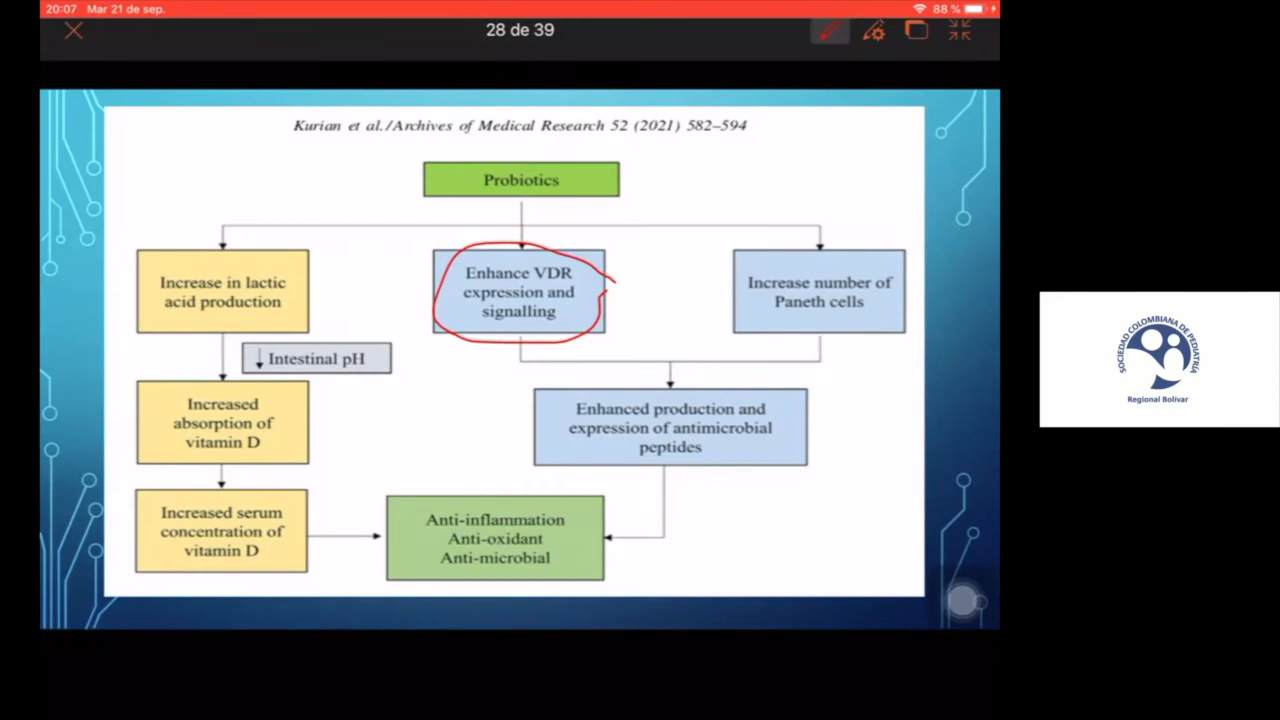 20:07 Mar 21 de sep.
88 %
28 de 39
Kurian et al./Archives of Medical Research 52 (2021) 582–594
Probiotics
Increase in lactic
acid production
Enhance VDR
expression and
signalling
Increase number of
Paneth cells
↓ Intestinal pH
Increased
absorption of
vitamin D
Enhanced production and
expression of antimicrobial
peptides
Increased serum
concentration of
vitamin D
Anti-inflammation
Anti-oxidant
Anti-microbial
SOCIEDAD COLOMBIANA DE PEDIATRÍA
Regional Bolívar